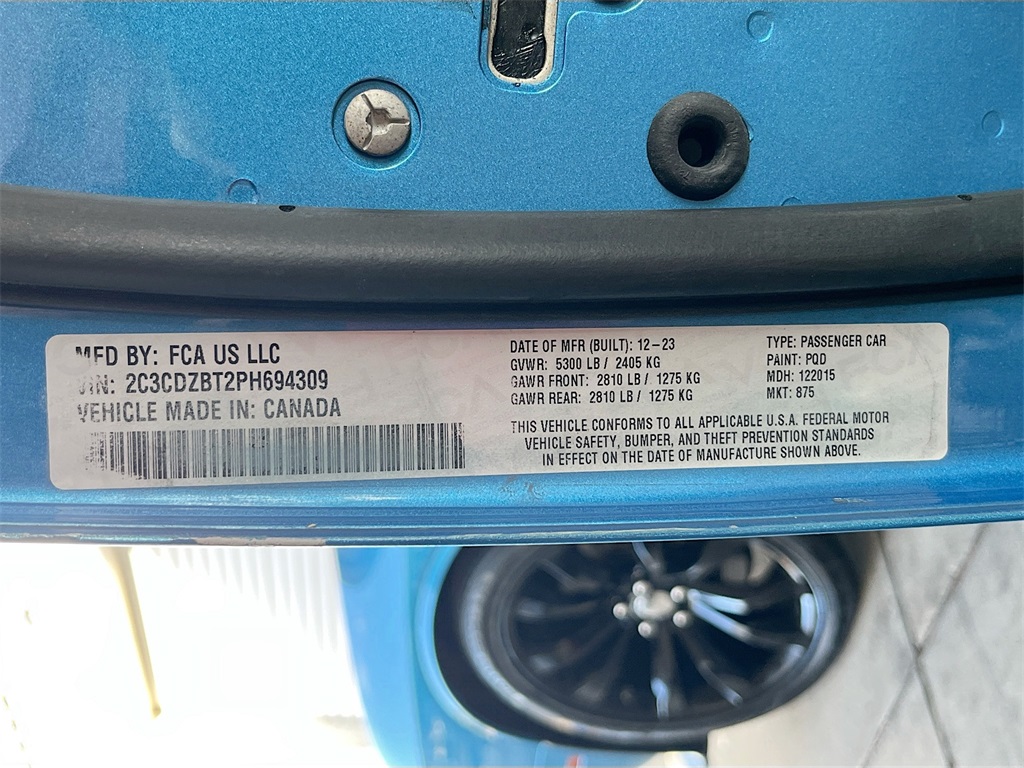 MFD BY: FCA US LLC
VIN: 2C3CDZBT2PH694309
VEHICLE MADE IN: CANADA
DATE OF MFR (BUILT): 12-23
GVWR: 5300 LB / 2405 KG
GAWR FRONT: 2810 LB / 1275 KG
GAWR REAR: 2810 LB / 1275 KG
TYPE: PASSENGER CAR
PAINT: PQD
MDH: 122015
MKT: 875
THIS VEHICLE CONFORMS TO ALL APPLICABLE U.S.A. FEDERAL MOTOR
VEHICLE SAFETY, BUMPER, AND THEFT PREVENTION STANDARDS
IN EFFECT ON THE DATE OF MANUFACTURE SHOWN ABOVE.